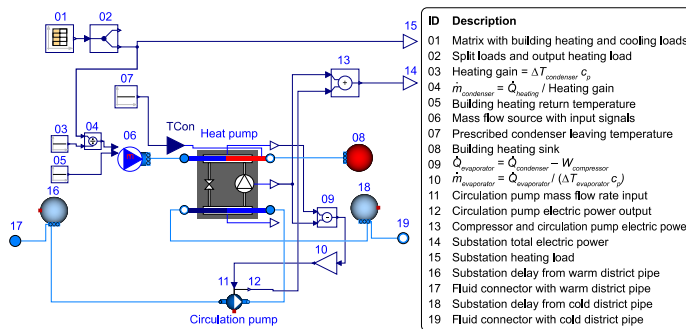 01
02
15
14
13
07
TCon
Heat pump
03
04
06
08
05
16
18
09
17
10
19
11
12
Circulation pump
ID Description
01 Matrix with building heating and cooling loads
02 Split loads and output heating load
03 Heating gain = ΔT_condenser c_p
04 ṁ_condenser = Q̇_heating / Heating gain
05 Building heating return temperature
06 Mass flow source with input signals
07 Prescribed condenser leaving temperature
08 Building heating sink
09 Q̇_evaporator = Q̇_condenser - W_compressor
10 ṁ_evaporator = Q̇_evaporator / (ΔT_evaporator c_p)
11 Circulation pump mass flow rate input
12 Circulation pump electric power output
13 Compressor and circulation pump electric power
14 Substation total electric power
15 Substation heating load
16 Substation delay from warm district pipe
17 Fluid connector with warm district pipe
18 Substation delay from cold district pipe
19 Fluid connector with cold district pipe